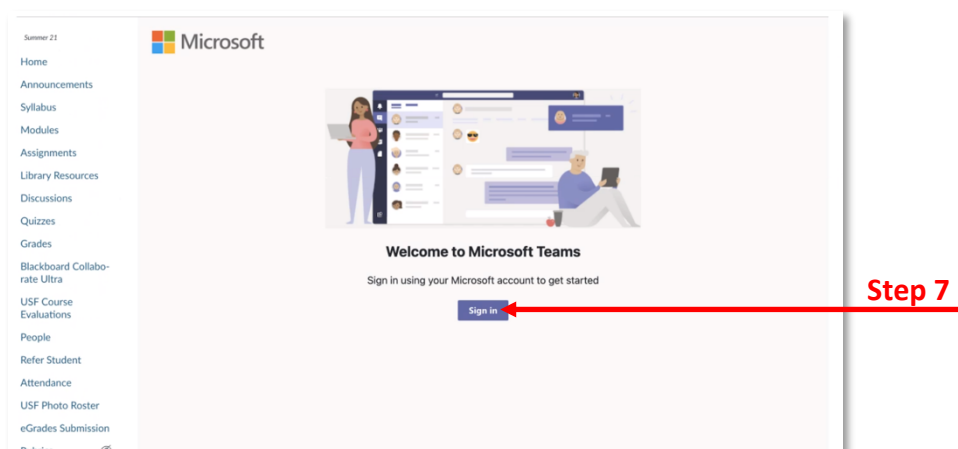 Summer 21
Microsoft
Home
Announcements
Syllabus
Modules
Assignments
Library Resources
Discussions
Quizzes
Grades
Blackboard Collabo-
rate Ultra
USF Course
Evaluations
People
Refer Student
Attendance
USF Photo Roster
eGrades Submission
Welcome to Microsoft Teams
Sign in using your Microsoft account to get started
Sign in
Step 7